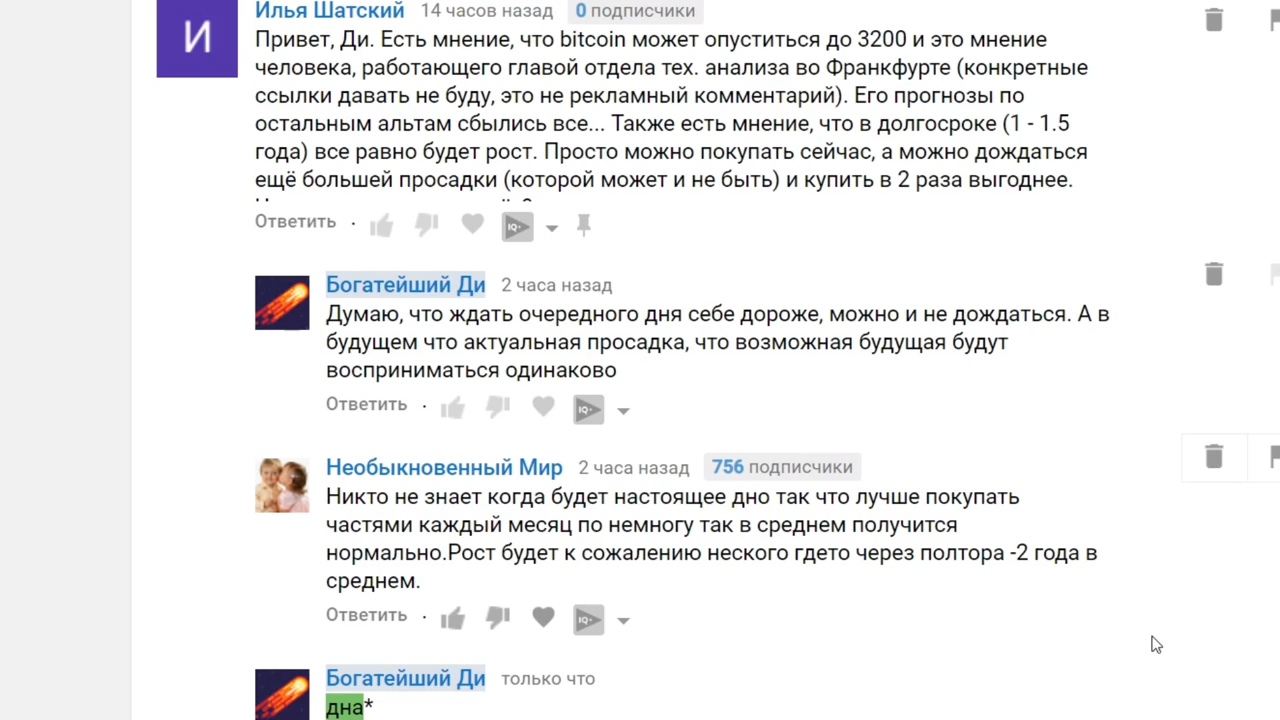 И
Илья Шатский 14 часов назад 0 подписчики
Привет, Ди. Есть мнение, что bitcoin может опуститься до 3200 и это мнение
человека, работающего главой отдела тех. анализа во Франкфурте (конкретные
ссылки давать не буду, это не рекламный комментарий). Его прогнозы по
остальным альтам сбылись все... Также есть мнение, что в долгосроке (1 - 1.5
года) все равно будет рост. Просто можно покупать сейчас, а можно дождаться
ещё большей просадки (которой может и не быть) и купить в 2 раза выгоднее.
Ответить · IQ+
Богатейший Ди 2 часа назад
Думаю, что ждать очередного дня себе дороже, можно и не дождаться. А в
будущем что актуальная просадка, что возможная будущая будут
восприниматься одинаково
Ответить · IQ+
Необыкновенный Мир 2 часа назад 756 подписчики
Никто не знает когда будет настоящее дно так что лучше покупать
частями каждый месяц по немногу так в среднем получится
нормально.Рост будет к сожалению неского гдето через полтора -2 года в
среднем.
Ответить · IQ+
Богатейший Ди только что
дна*